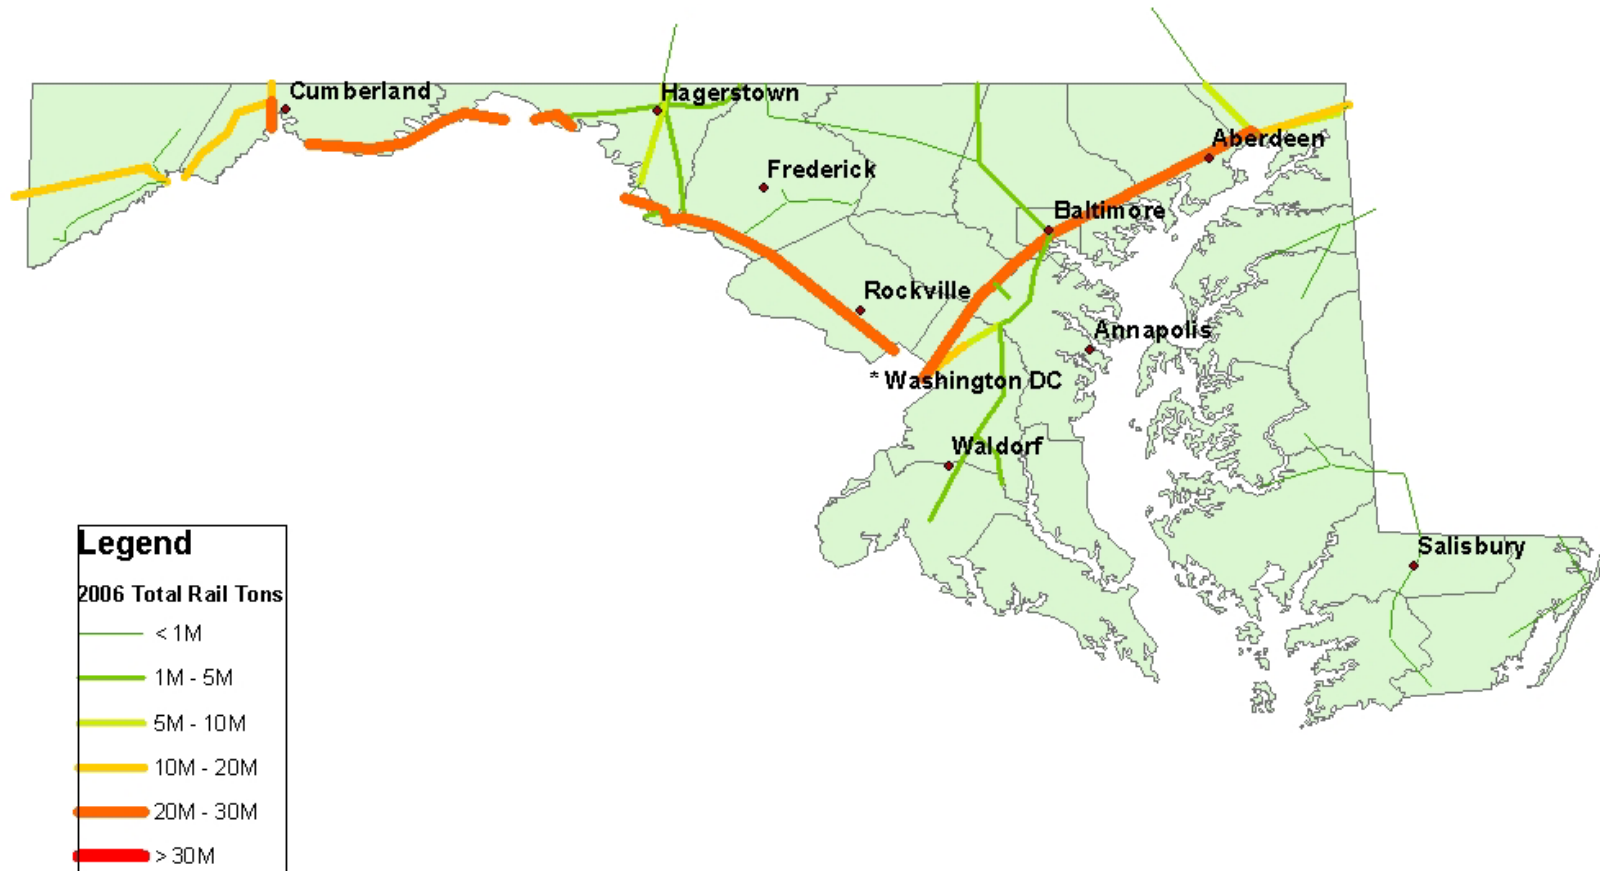 Cumberland
Hagerstown
Aberdeen
Frederick
Baltimore
Rockville
Annapolis
* Washington DC
Waldorf
Salisbury
Legend
2006 Total Rail Tons
< 1M
1M - 5M
5M - 10M
10M - 20M
20M - 30M
> 30M